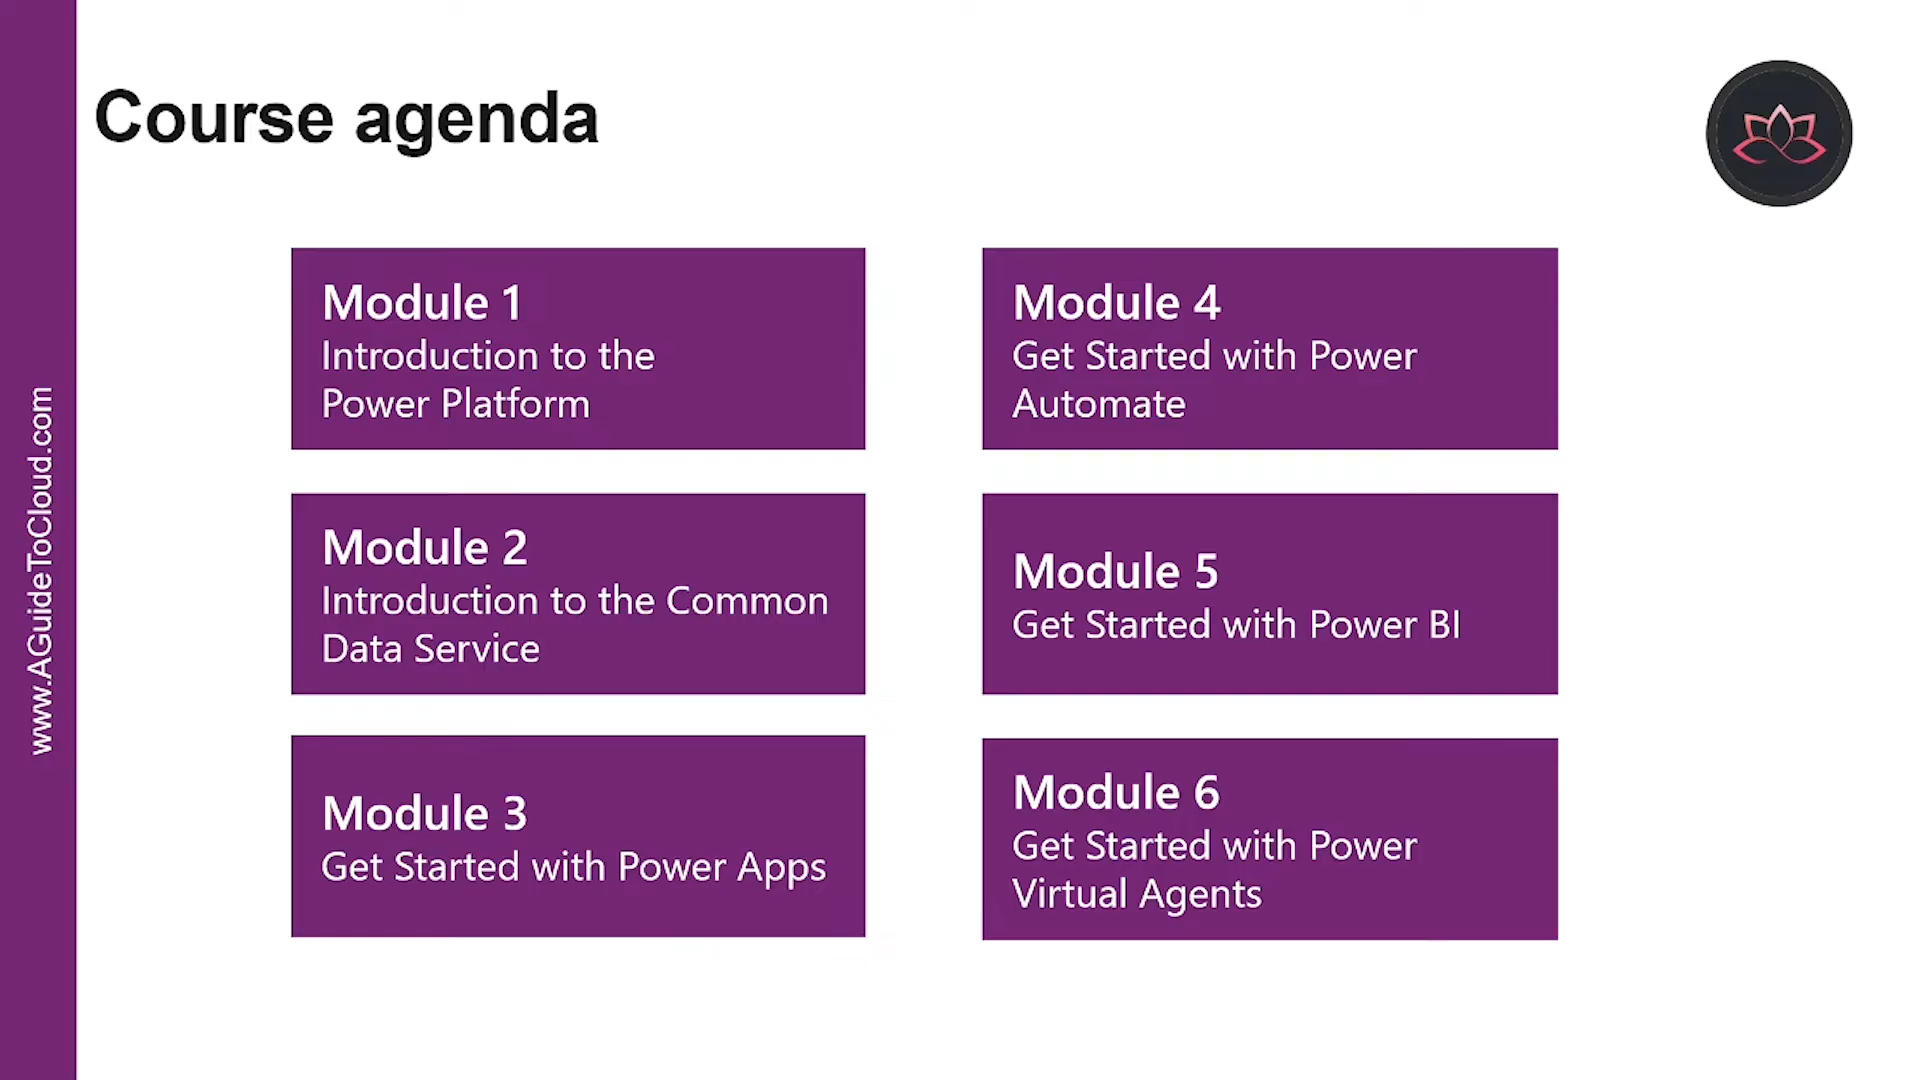 Course agenda
Module 1
Introduction to the
Power Platform
Module 2
Introduction to the Common
Data Service
Module 3
Get Started with Power Apps
Module 4
Get Started with Power
Automate
Module 5
Get Started with Power BI
Module 6
Get Started with Power
Virtual Agents
www.AGuideToCloud.com